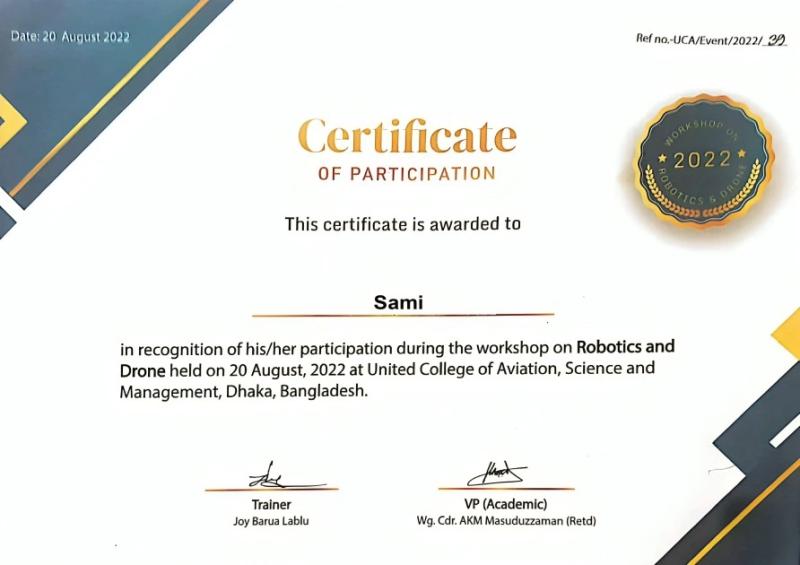 Date: 20 August 2022
Ref no.-UCA/Event/2022/ 39
Certificate
OF PARTICIPATION
WORKSHOP ON
2022
ROBOTICS & DRONE
This certificate is awarded to
Sami
in recognition of his/her participation during the workshop on Robotics and
Drone held on 20 August, 2022 at United College of Aviation, Science and
Management, Dhaka, Bangladesh.
Trainer
Joy Barua Lablu
VP (Academic)
Wg. Cdr. AKM Masuduzzaman (Retd)